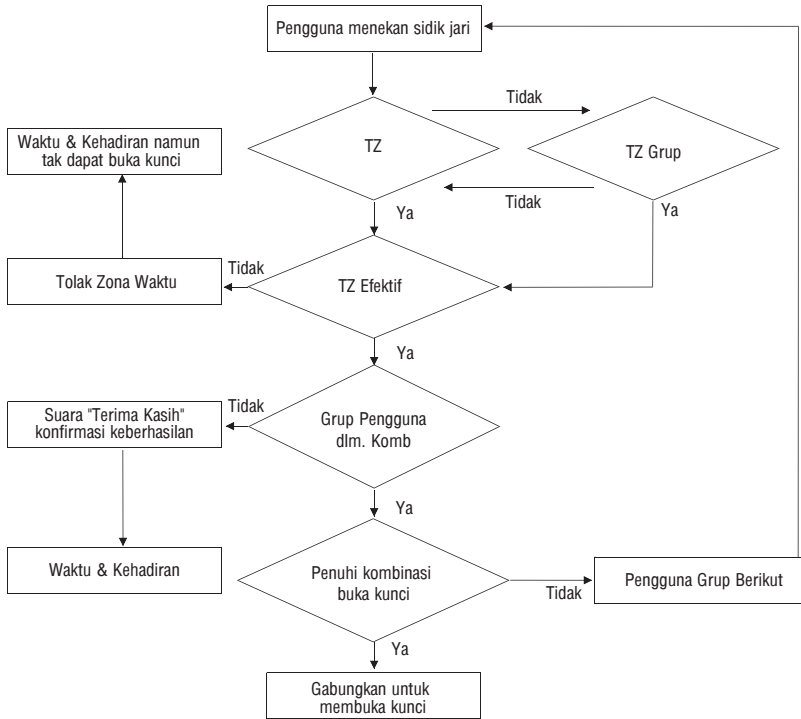 Pengguna menekan sidik jari
Tidak
TZ
TZ Grup
Tidak
Waktu & Kehadiran namun
tak dapat buka kunci
Ya
Ya
Tolak Zona Waktu
Tidak
TZ Efektif
Ya
Suara "Terima Kasih"
konfirmasi keberhasilan
Tidak
Grup Pengguna
dlm. Komb
Ya
Waktu & Kehadiran
Penuhi kombinasi
buka kunci
Tidak
Pengguna Grup Berikut
Ya
Gabungkan untuk
membuka kunci